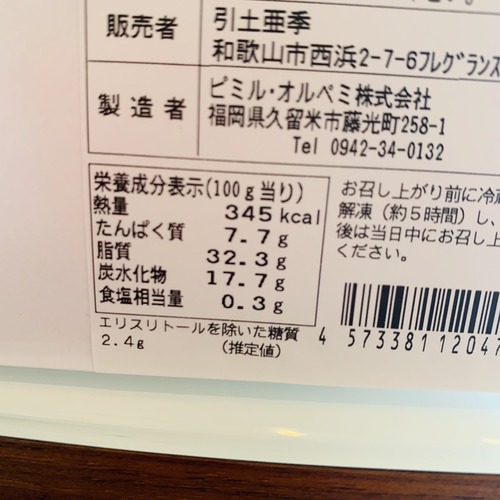 販売者
引土亜季
和歌山市西浜2-7-6フレグランス
製造者
ピミル・オルペミ株式会社
福岡県久留米市藤光町258-1
Tel 0942-34-0132
栄養成分表示(100g当り)
熱量 345kcal
たんぱく質 7.7g
脂質 32.3g
炭水化物 17.7g
食塩相当量 0.3g
エリスリトールを除いた糖質
2.4g (推定値)
お召し上がり前に冷蔵
解凍（約5時間）し、
後は当日中にお召し上
ください。
4 573381 12047